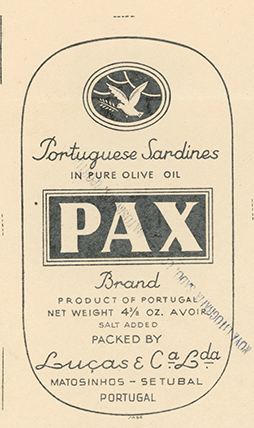 Portuguese Sardines
IN PURE OLIVE OIL
PAX
Brand
PRODUCT OF PORTUGAL
NET WEIGHT 4⅜ OZ. AVOIR
SALT ADDED
PACKED BY
Luças & Cª Lda
MATOSINHOS – SETUBAL
PORTUGAL